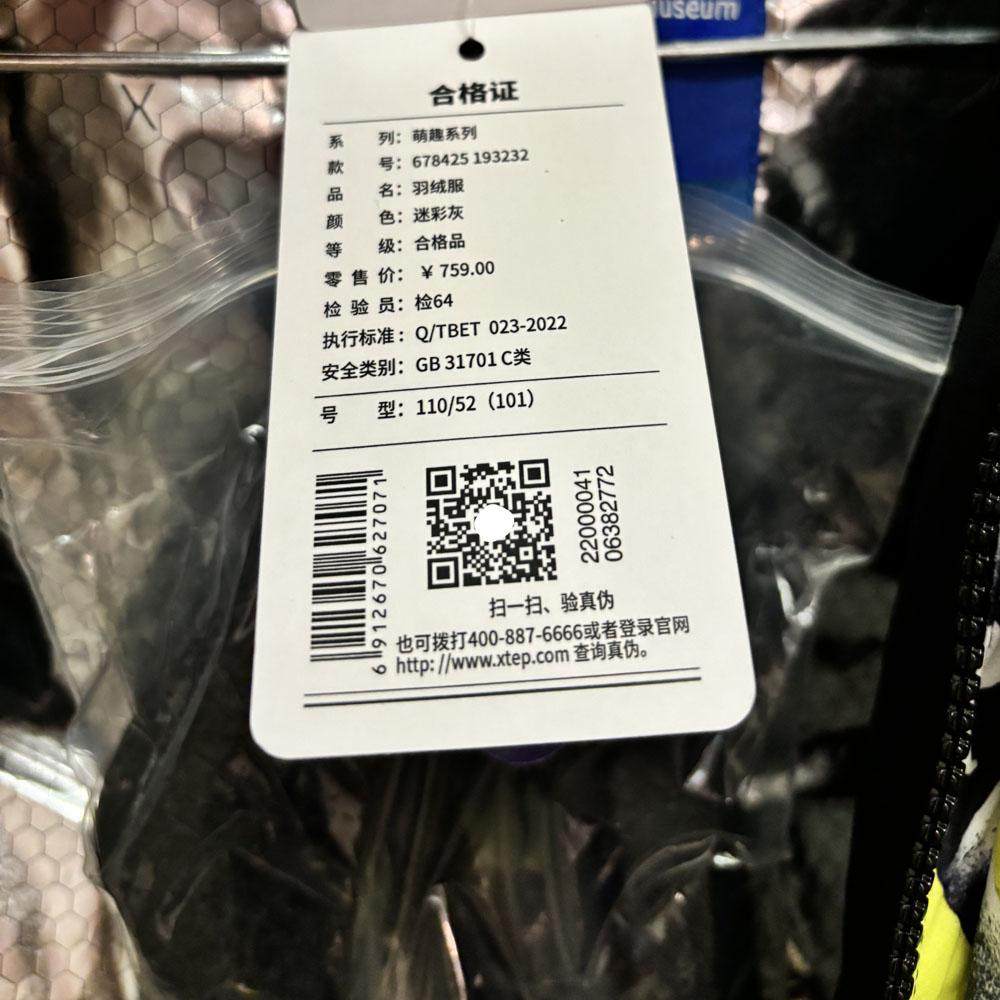 useum
X
合格证
系 列：萌趣系列
款 号：678425 193232
品 名：羽绒服
颜 色：迷彩灰
等 级：合格品
零 售 价：￥759.00
检 验 员：检64
执行标准：Q/TBET 023-2022
安全类别：GB 31701 C类
号 型：110/52（101）
6 912670 627071
22000041
06382772
扫一扫、验真伪
也可拨打400-887-6666或者登录官网
http://www.xtep.com 查询真伪。